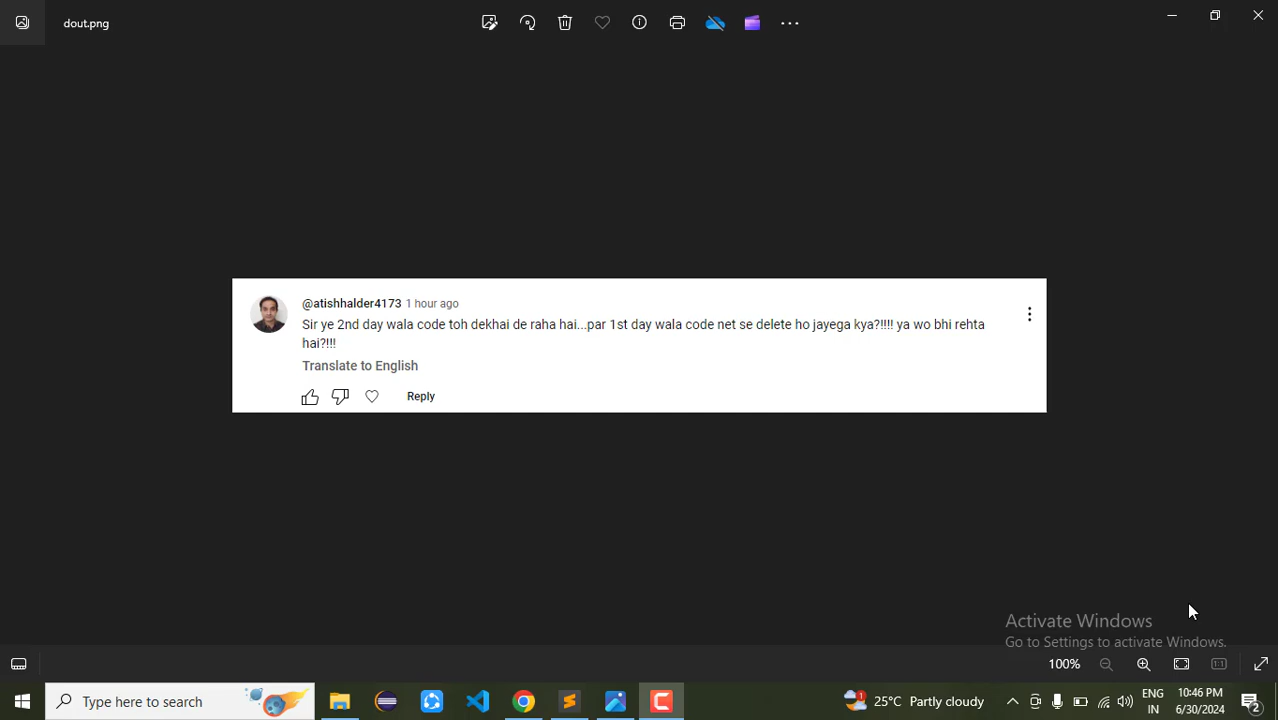 dout.png
@atishhalder4173 1 hour ago
Sir ye 2nd day wala code toh dekhai de raha hai...par 1st day wala code net se delete ho jayega kya?!!!! ya wo bhi rehta
hai?!!!
Translate to English
Reply
Activate Windows
Go to Settings to activate Windows.
100%
Type here to search
1
25°C Partly cloudy
ENG
IN
10:46 PM
6/30/2024
2